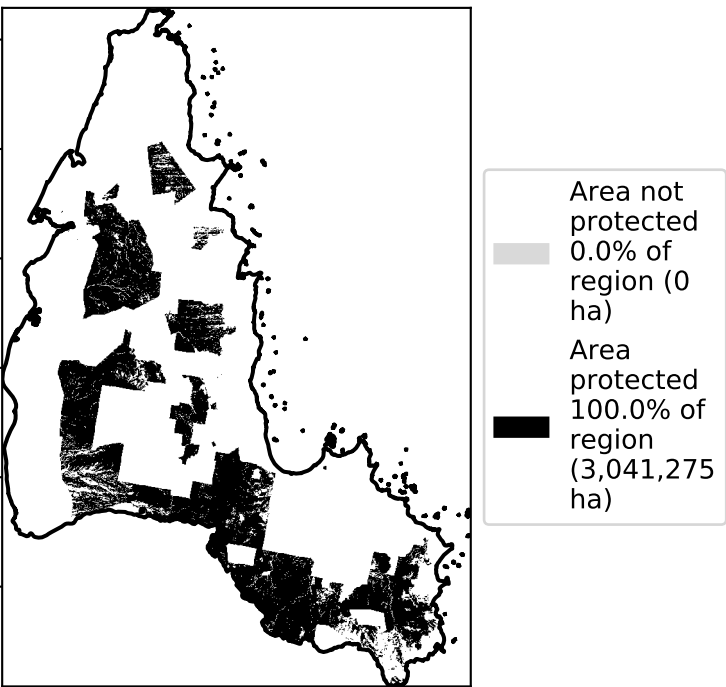 Area not
protected
0.0% of
region (0
ha)
Area
protected
100.0% of
region
(3,041,275
ha)